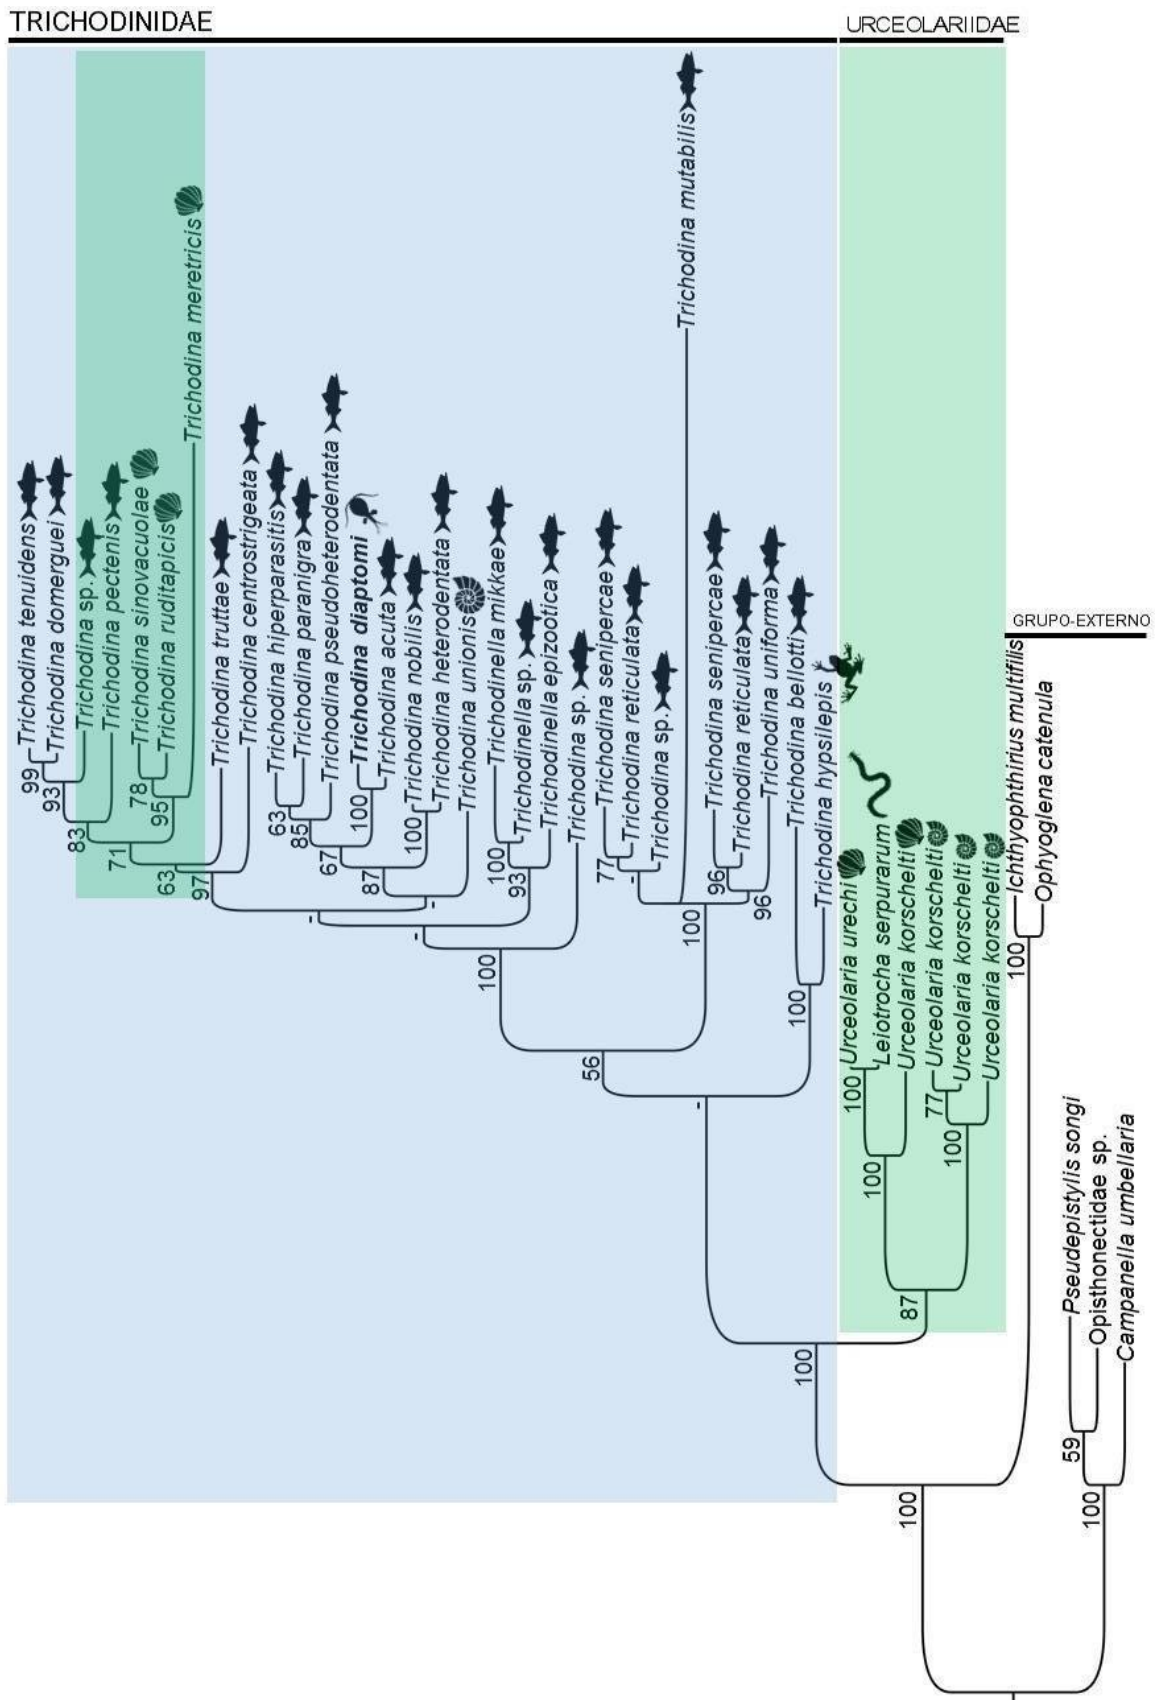 TRICHODINIDAE
URCEOLARIIDAE
Trichodina tenuidens
Trichodina domerguei
Trichodina sp.
Trichodina pectenis
Trichodina sinovacuolae
Trichodina ruditapicis
Trichodina meretricis
Trichodina truttae
Trichodina centrostrigeata
Trichodina hiperparasitis
Trichodina paranigra
Trichodina pseudoheterodentata
Trichodina diaptomi
Trichodina acuta
Trichodina nobilis
Trichodina heterodentata
Trichodina unionis
Trichodinella mikkae
Trichodinella sp.
Trichodinella epizootica
Trichodina sp.
Trichodina senipercae
Trichodina reticulata
Trichodina sp.
Trichodina mutabilis
Trichodina senipercae
Trichodina reticulata
Trichodina uniforma
Trichodina bellotti
Trichodina hypsilepis
Urceolaria urechi
Leiotrocha serpurarum
Urceolaria korschelti
Urceolaria korschelti
Urceolaria korschelti
Urceolaria korschelti
GRUPO-EXTERNO
Ichthyophthirius multifilis
Ophyoglena catenula
Pseudepistylis songi
Opisthonectidae sp.
Campanella umbellaria
99
93
83
71
78
95
63
97
63
85
67
100
87
100
-
-
-
100
93
100
77
-
100
96
96
56
100
-
100
100
77
100
87
100
100
100
59
100